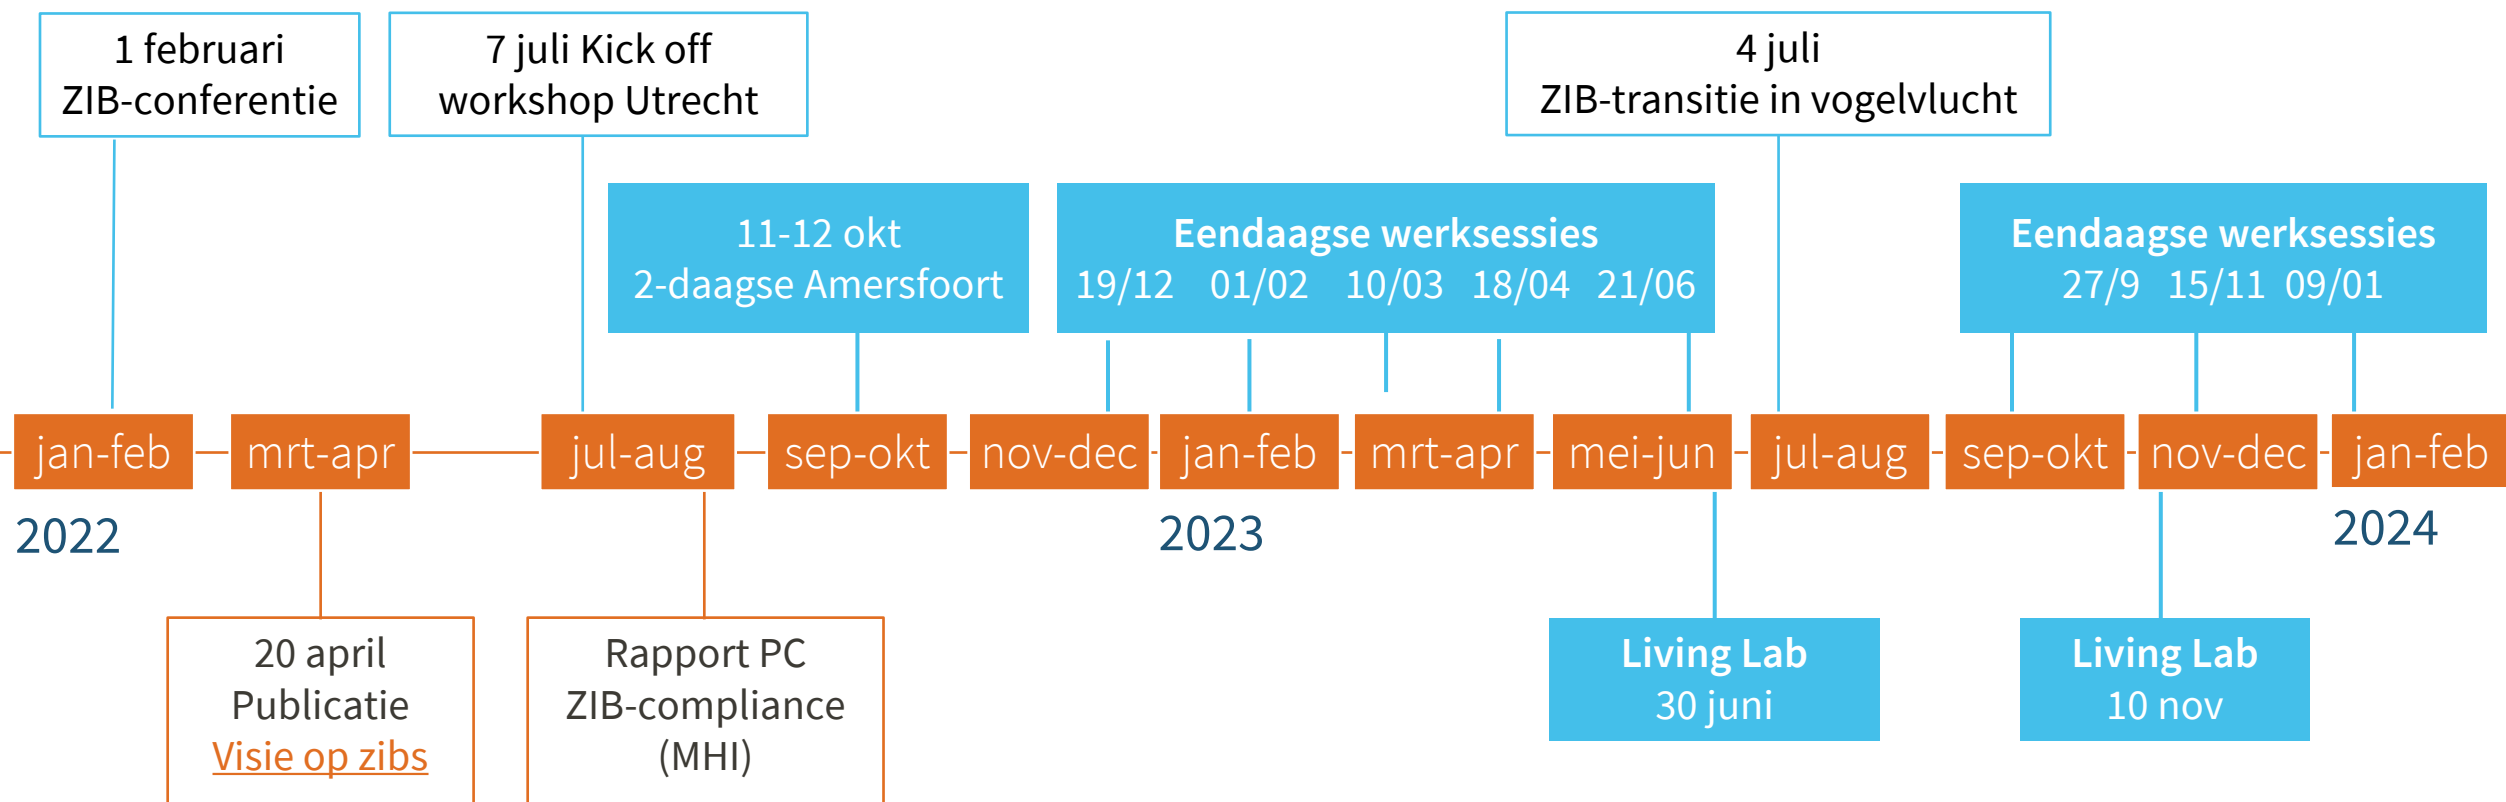 1 februari
ZIB-conferentie
7 juli Kick off
workshop Utrecht
4 juli
ZIB-transitie in vogelvlucht
11-12 okt
2-daagse Amersfoort
Eendaagse werksessies
19/12 01/02 10/03 18/04 21/06
Eendaagse werksessies
27/9 15/11 09/01
jan-feb mrt-apr jul-aug sep-okt nov-dec jan-feb mrt-apr mei-jun jul-aug sep-okt nov-dec jan-feb
2022 2023 2024
20 april
Publicatie
Visie op zibs
Rapport PC
ZIB-compliance
(MHI)
Living Lab
30 juni
Living Lab
10 nov